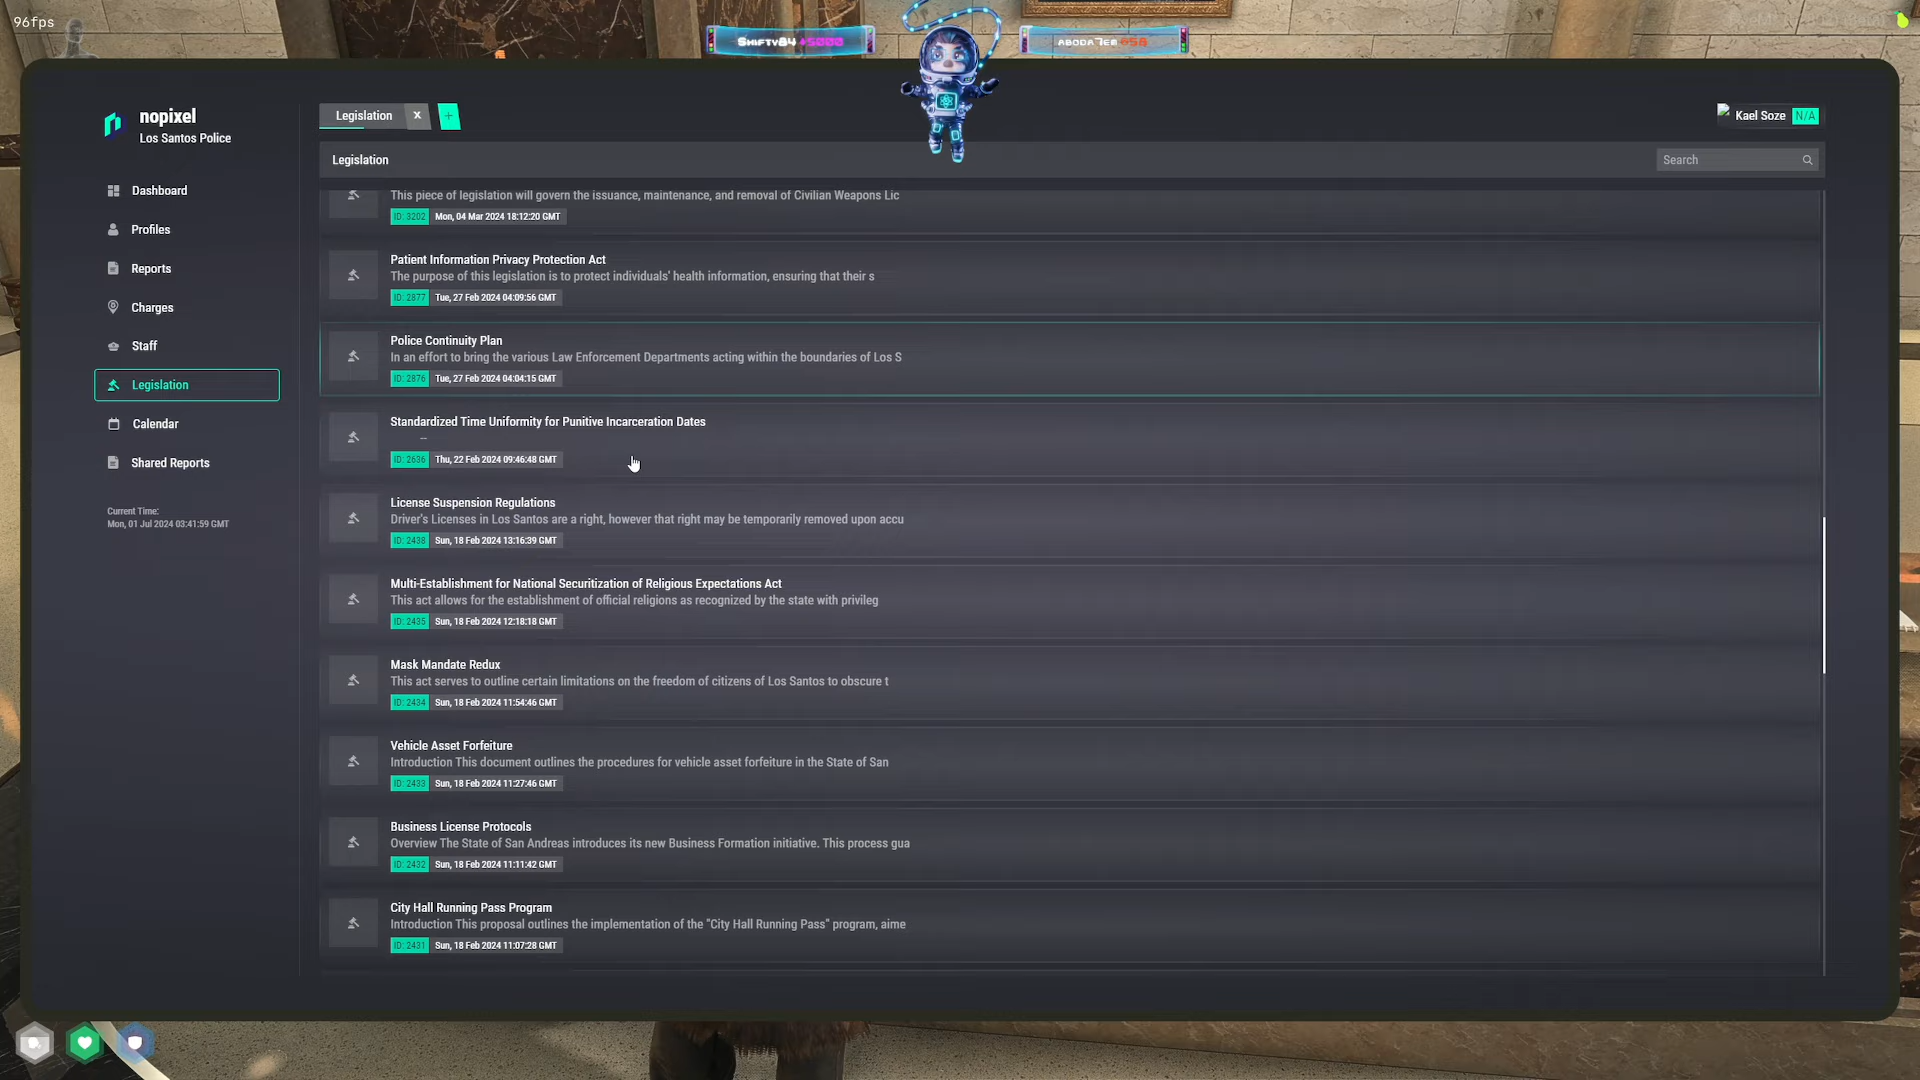 96fps
Shifty84 +5000
aboda7em 658
nopixel
Los Santos Police
Legislation x +
Kael Soze N/A
Legislation
Search
Dashboard
Profiles
Reports
Charges
Staff
Legislation
Calendar
Shared Reports
Current Time:
Mon, 01 Jul 2024 03:41:59 GMT
This piece of legislation will govern the issuance, maintenance, and removal of Civilian Weapons Lic
ID: 3202 Mon, 04 Mar 2024 18:12:20 GMT
Patient Information Privacy Protection Act
The purpose of this legislation is to protect individuals' health information, ensuring that their s
ID: 2877 Tue, 27 Feb 2024 04:09:56 GMT
Police Continuity Plan
In an effort to bring the various Law Enforcement Departments acting within the boundaries of Los S
ID: 2876 Tue, 27 Feb 2024 04:04:15 GMT
Standardized Time Uniformity for Punitive Incarceration Dates
--
ID: 2636 Thu, 22 Feb 2024 09:46:48 GMT
License Suspension Regulations
Driver's Licenses in Los Santos are a right, however that right may be temporarily removed upon accu
ID: 2438 Sun, 18 Feb 2024 13:16:39 GMT
Multi-Establishment for National Securitization of Religious Expectations Act
This act allows for the establishment of official religions as recognized by the state with privileg
ID: 2435 Sun, 18 Feb 2024 12:18:18 GMT
Mask Mandate Redux
This act serves to outline certain limitations on the freedom of citizens of Los Santos to obscure t
ID: 2434 Sun, 18 Feb 2024 11:54:46 GMT
Vehicle Asset Forfeiture
Introduction This document outlines the procedures for vehicle asset forfeiture in the State of San
ID: 2433 Sun, 18 Feb 2024 11:27:46 GMT
Business License Protocols
Overview The State of San Andreas introduces its new Business Formation initiative. This process gua
ID: 2432 Sun, 18 Feb 2024 11:11:42 GMT
City Hall Running Pass Program
Introduction This proposal outlines the implementation of the "City Hall Running Pass" program, aime
ID: 2431 Sun, 18 Feb 2024 11:07:28 GMT